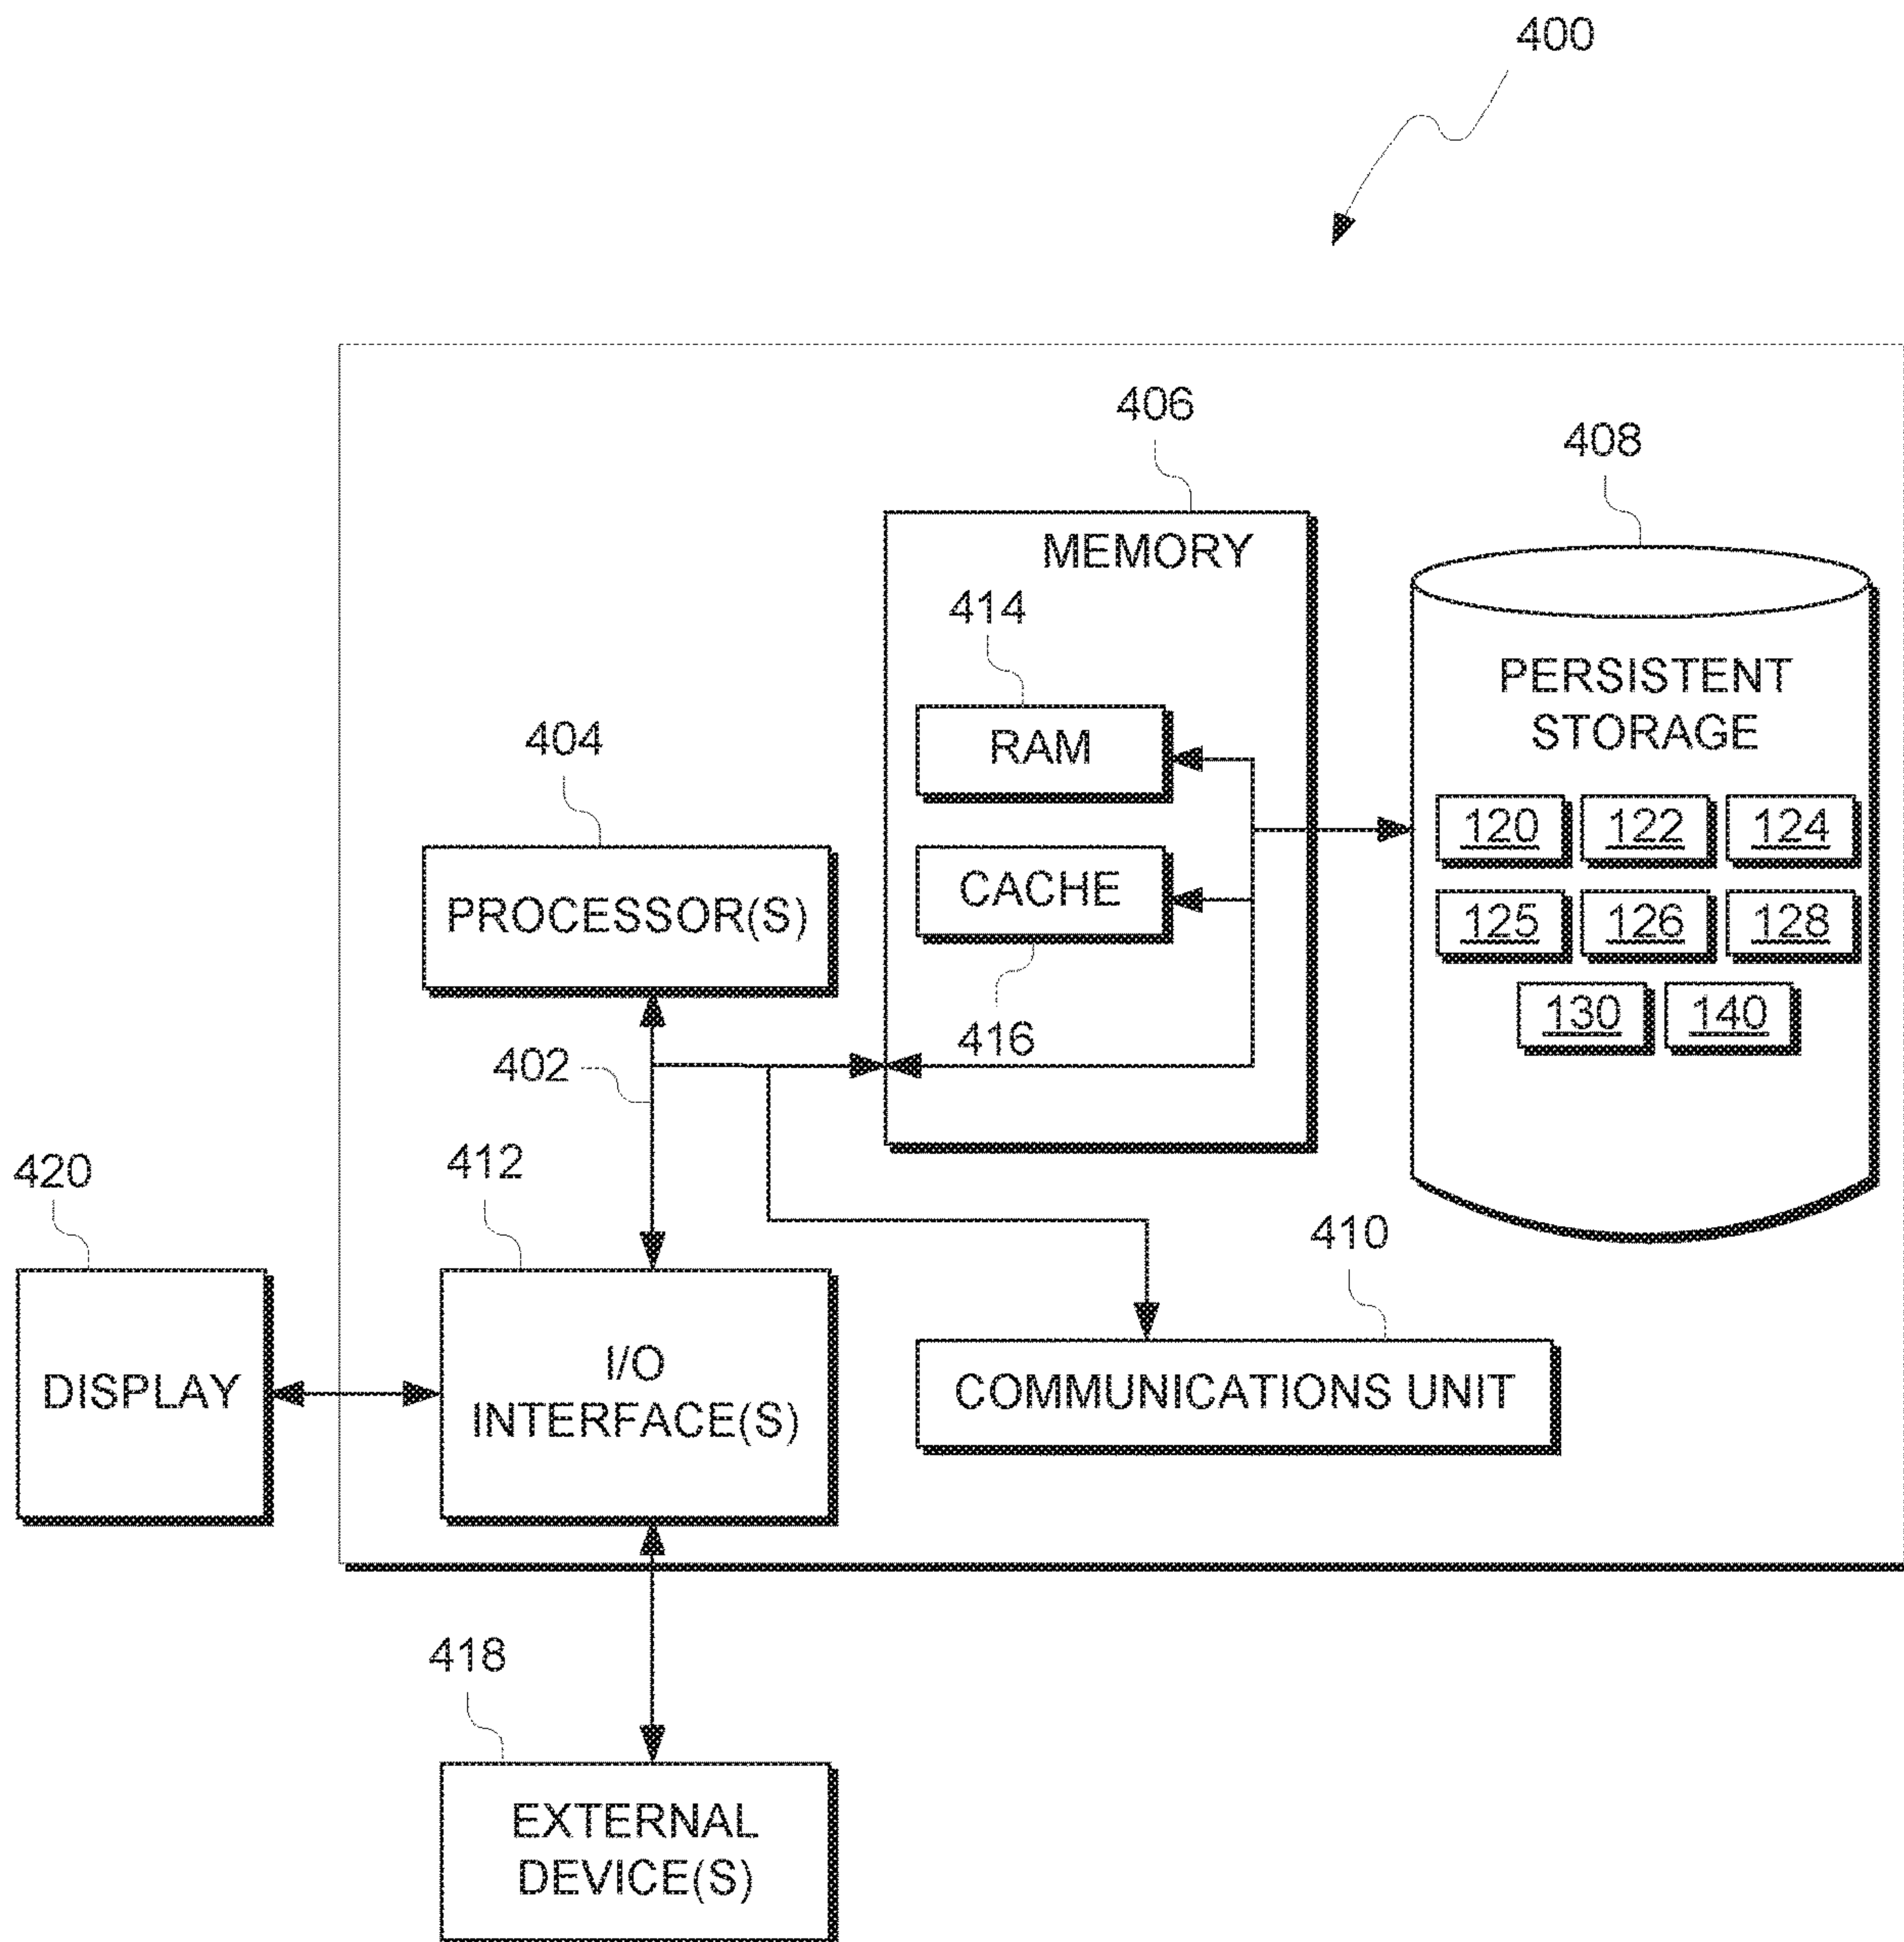 400
406
408
MEMORY
414
RAM
PERSISTENT
STORAGE
404
120 122 124
PROCESSOR(S)
CACHE
125 126 128
416
130 140
402
420
412
410
DISPLAY
I/O
INTERFACE(S)
COMMUNICATIONS UNIT
418
EXTERNAL
DEVICE(S)